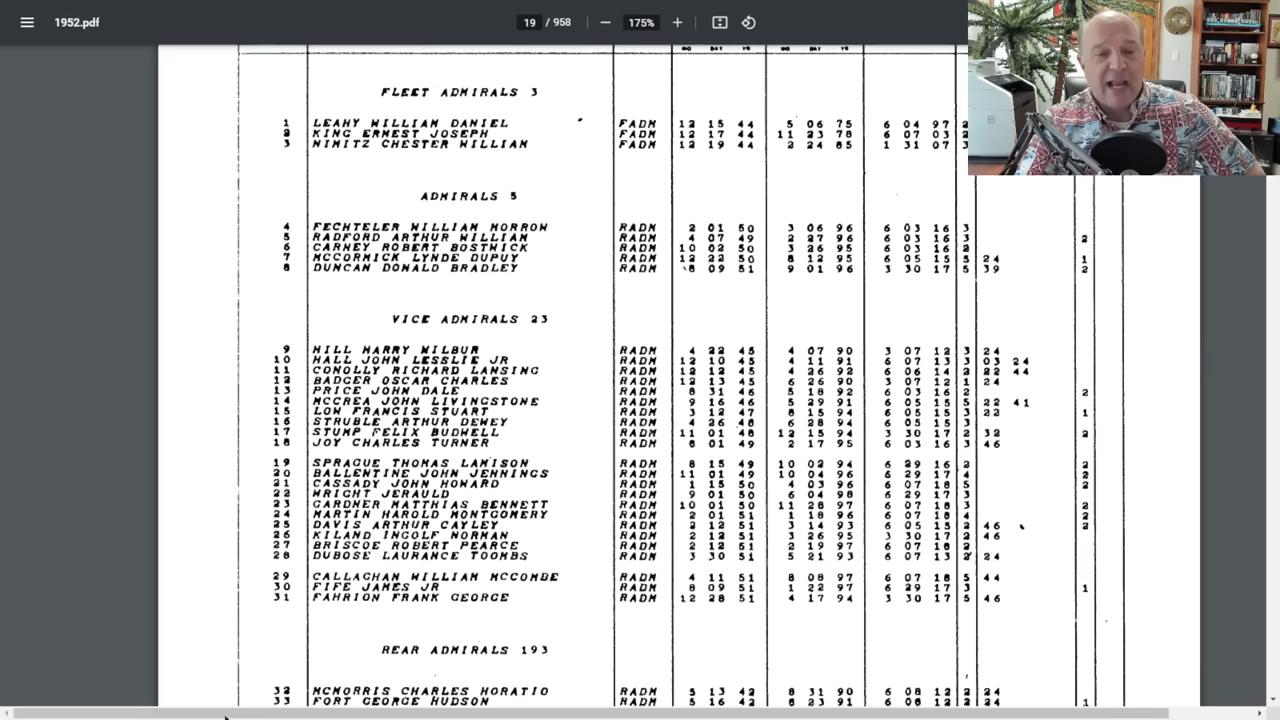 1952.pdf
19 / 958
175%
FLEET ADMIRALS 3
1 LEAHY WILLIAM DANIEL FADM 12 15 44 5 06 75 6 04 97 2
2 KING ERNEST JOSEPH FADM 12 17 44 11 23 78 6 07 03 2
3 NIMITZ CHESTER WILLIAM FADM 12 19 44 2 24 85 1 31 07 3
ADMIRALS 5
4 FECHTELER WILLIAM MORROW RADM 2 01 50 3 06 96 6 03 16 3
5 RADFORD ARTHUR WILLIAM RADM 4 07 49 2 27 96 6 03 16 3 2
6 CARNEY ROBERT BOSTWICK RADM 10 02 50 3 26 95 6 03 16 2
7 MCCORMICK LYNDE DUPUY RADM 12 22 50 8 12 95 6 05 15 5 24 1
8 DUNCAN DONALD BRADLEY RADM 8 09 51 9 01 96 3 30 17 5 39 2
VICE ADMIRALS 23
9 HILL HARRY WILBUR RADM 4 22 45 4 07 90 3 07 12 3 24
10 HALL JOHN LESSLIE JR RADM 12 10 45 4 11 91 6 07 13 3 03 24
11 CONOLLY RICHARD LANSING RADM 12 12 45 4 26 92 6 06 14 2 22 44
12 BADGER OSCAR CHARLES RADM 12 13 45 6 26 90 3 07 12 1 24
13 PRICE JOHN DALE RADM 8 31 46 5 18 92 6 03 16 2 2
14 MCCREA JOHN LIVINGSTONE RADM 9 16 46 5 29 91 6 05 15 5 22 41
15 LOW FRANCIS STUART RADM 3 12 47 8 15 94 6 05 15 3 22 1
16 STRUBLE ARTHUR DEWEY RADM 4 26 48 6 28 94 6 05 15 3
17 STUMP FELIX BUDWELL RADM 11 01 48 12 15 94 3 30 17 2 32 2
18 JOY CHARLES TURNER RADM 8 01 49 2 17 95 6 03 16 3 46
19 SPRAGUE THOMAS LAMISON RADM 8 15 49 10 02 94 6 29 16 2 2
20 BALLENTINE JOHN JENNINGS RADM 11 01 49 10 04 96 6 29 17 4 2
21 CASSADY JOHN HOWARD RADM 1 15 50 4 03 96 6 07 18 5 2
22 WRIGHT JERAULD RADM 9 01 50 6 04 98 6 29 17 3
23 GARDNER MATTHIAS BENNETT RADM 10 01 50 11 28 97 6 07 18 3 2
24 MARTIN HAROLD MONTGOMERY RADM 2 01 51 1 18 96 6 07 18 4 2
25 DAVIS ARTHUR CAYLEY RADM 2 12 51 3 14 93 6 05 15 2 46 2
26 KILAND INGOLF NORMAN RADM 2 12 51 3 26 95 3 30 17 2 46
27 BRISCOE ROBERT PEARCE RADM 2 12 51 2 19 97 6 07 18 2
28 DUBOSE LAURANCE TOOMBS RADM 3 30 51 5 21 93 6 07 13 2 24
29 CALLAGHAN WILLIAM MCCOMBE RADM 4 11 51 8 08 97 6 07 18 5 44
30 FIFE JAMES JR RADM 8 09 51 1 22 97 6 29 17 3 1
31 FAHRION FRANK GEORGE RADM 12 28 51 4 17 94 3 30 17 5 46
REAR ADMIRALS 193
32 MCMORRIS CHARLES HORATIO RADM 5 13 42 8 31 90 6 08 12 2 24
33 FORT GEORGE HUDSON RADM 5 16 42 8 23 91 6 08 12 2 24 1